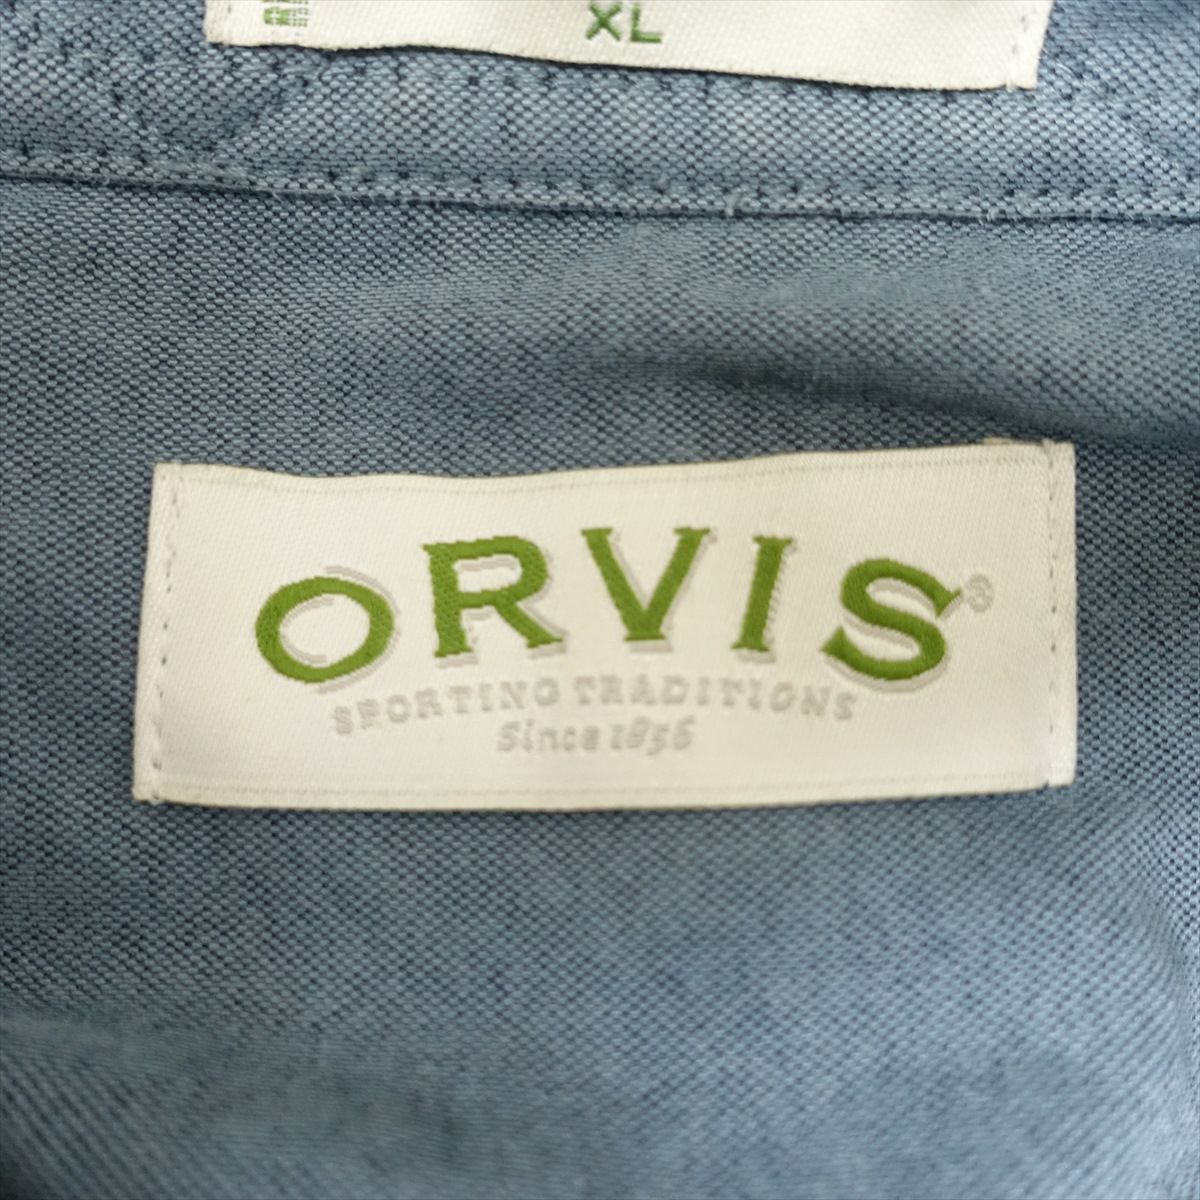 XL
ORVIS®
SPORTING TRADITIONS
Since 1856